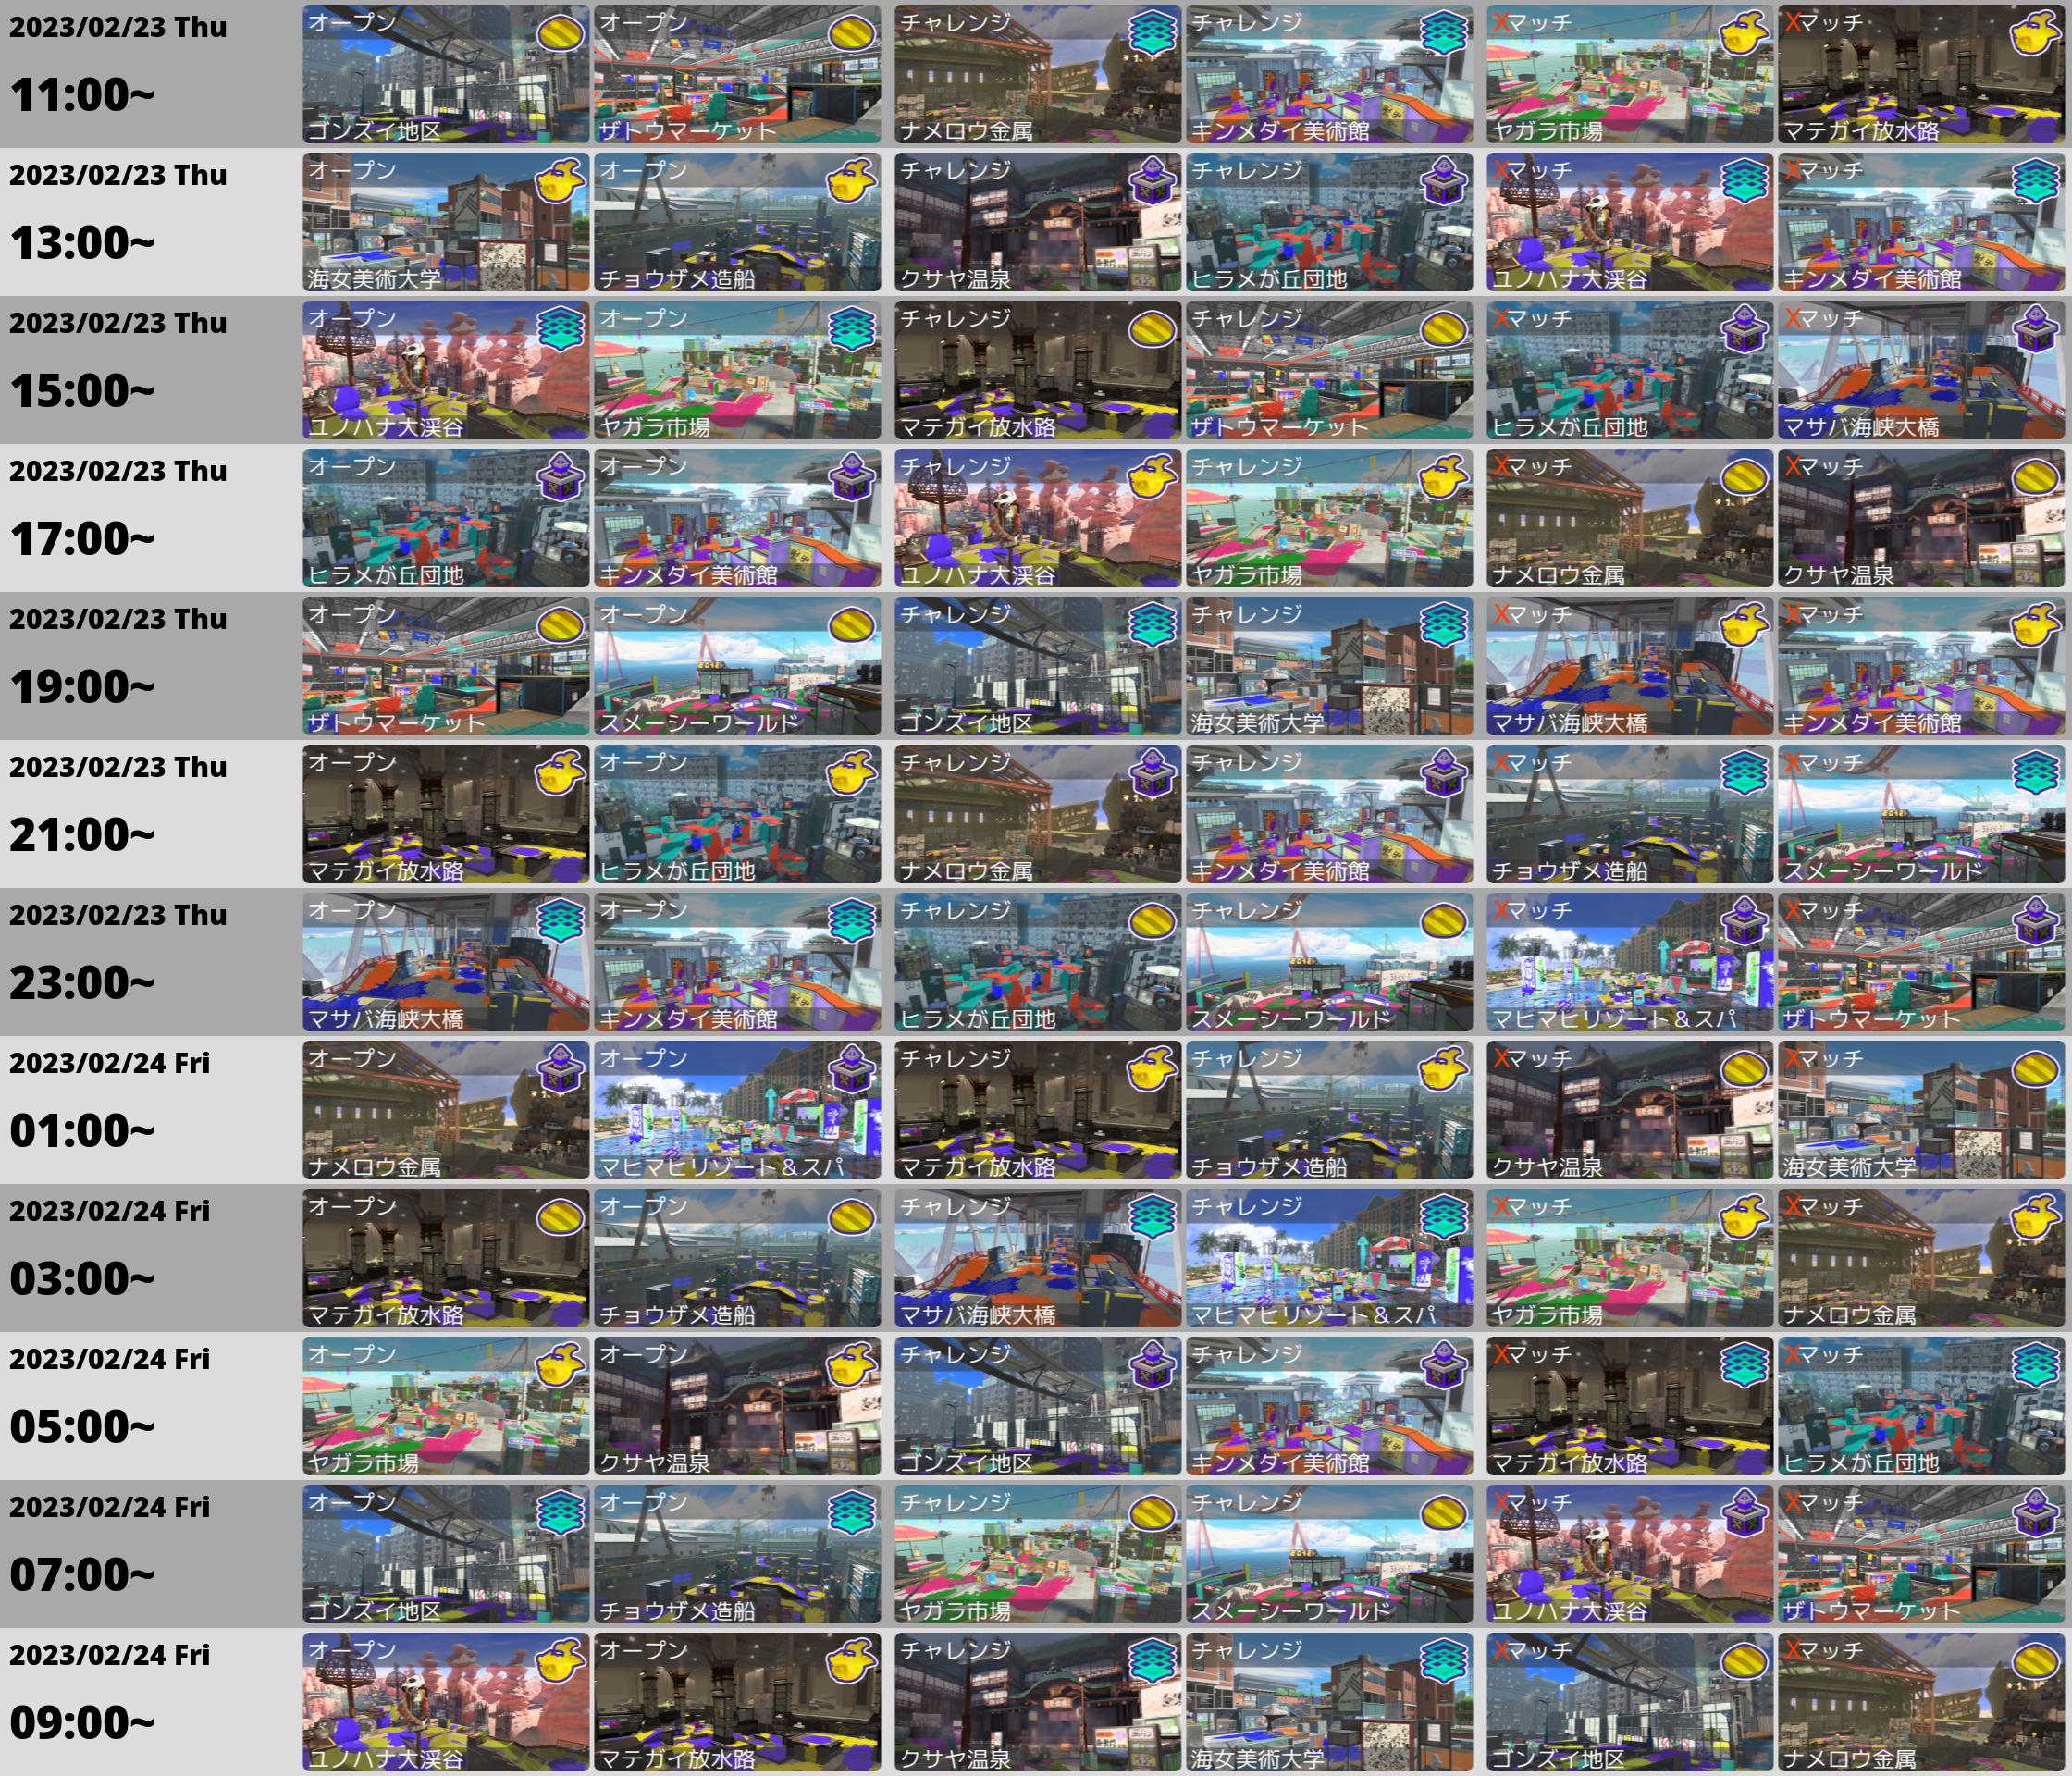 2023/02/23 Thu
11:00~
オープン オープン チャレンジ チャレンジ Xマッチ Xマッチ
ゴンズイ地区 ザトウマーケット ナメロウ金属 キンメダイ美術館 ヤガラ市場 マテガイ放水路
2023/02/23 Thu
13:00~
オープン オープン チャレンジ チャレンジ Xマッチ Xマッチ
海女美術大学 チョウザメ造船 クサヤ温泉 ヒラメが丘団地 ユノハナ大渓谷 キンメダイ美術館
2023/02/23 Thu
15:00~
オープン オープン チャレンジ チャレンジ Xマッチ Xマッチ
ユノハナ大渓谷 ヤガラ市場 マテガイ放水路 ザトウマーケット ヒラメが丘団地 マサバ海峡大橋
2023/02/23 Thu
17:00~
オープン オープン チャレンジ チャレンジ Xマッチ Xマッチ
ヒラメが丘団地 キンメダイ美術館 ユノハナ大渓谷 ヤガラ市場 ナメロウ金属 クサヤ温泉
2023/02/23 Thu
19:00~
オープン オープン チャレンジ チャレンジ Xマッチ Xマッチ
ザトウマーケット スメーシーワールド ゴンズイ地区 海女美術大学 マサバ海峡大橋 キンメダイ美術館
2023/02/23 Thu
21:00~
オープン オープン チャレンジ チャレンジ Xマッチ Xマッチ
マテガイ放水路 ヒラメが丘団地 ナメロウ金属 キンメダイ美術館 チョウザメ造船 スメーシーワールド
2023/02/23 Thu
23:00~
オープン オープン チャレンジ チャレンジ Xマッチ Xマッチ
マサバ海峡大橋 キンメダイ美術館 ヒラメが丘団地 スメーシーワールド マヒマヒリゾート＆スパ ザトウマーケット
2023/02/24 Fri
01:00~
オープン オープン チャレンジ チャレンジ Xマッチ Xマッチ
ナメロウ金属 マヒマヒリゾート＆スパ マテガイ放水路 チョウザメ造船 クサヤ温泉 海女美術大学
2023/02/24 Fri
03:00~
オープン オープン チャレンジ チャレンジ Xマッチ Xマッチ
マテガイ放水路 チョウザメ造船 マサバ海峡大橋 マヒマヒリゾート＆スパ ヤガラ市場 ナメロウ金属
2023/02/24 Fri
05:00~
オープン オープン チャレンジ チャレンジ Xマッチ Xマッチ
ヤガラ市場 クサヤ温泉 ゴンズイ地区 キンメダイ美術館 マテガイ放水路 ヒラメが丘団地
2023/02/24 Fri
07:00~
オープン オープン チャレンジ チャレンジ Xマッチ Xマッチ
ゴンズイ地区 チョウザメ造船 ヤガラ市場 スメーシーワールド ユノハナ大渓谷 ザトウマーケット
2023/02/24 Fri
09:00~
オープン オープン チャレンジ チャレンジ Xマッチ Xマッチ
ユノハナ大渓谷 マテガイ放水路 クサヤ温泉 海女美術大学 ゴンズイ地区 ナメロウ金属